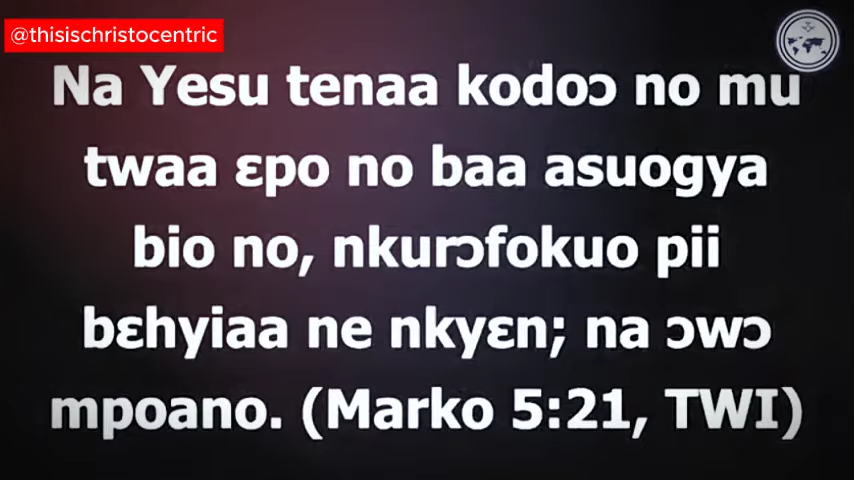 @thisischristocentric
Na Yesu tenaa kodoɔ no mu
twaa ɛpo no baa asuogya
bio no, nkurɔfokuo pii
bɛhyiaa ne nkyɛn; na ɔwɔ
mpoano. (Marko 5:21, TWI)